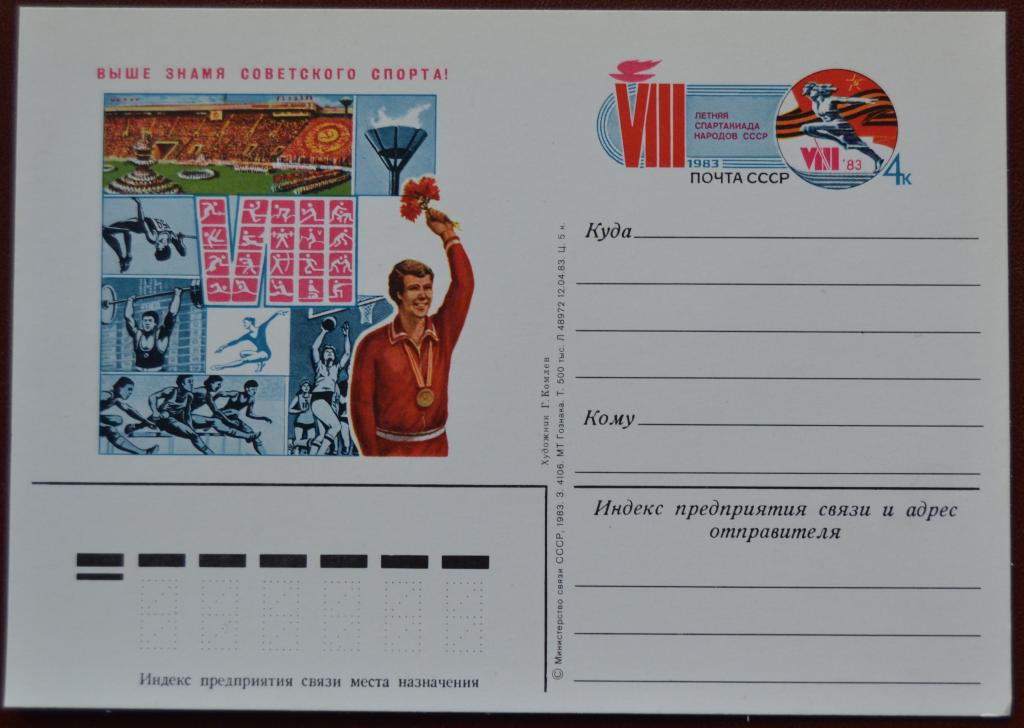 ВЫШЕ ЗНАМЯ СОВЕТСКОГО СПОРТА!
VIII
VIII
ЛЕТНЯЯ
СПАРТАКИАДА
НАРОДОВ СССР
1983
ПОЧТА СССР
VIII '83
4к
Куда
Кому
Индекс предприятия связи и адрес
отправителя
Художник Г. Комлев
© Министерство связи СССР, 1983. З. 4106. МТ Гознака. Т. 500 тыс. Л 48972 12.04.83. Ц. 5 к.
Индекс предприятия связи места назначения